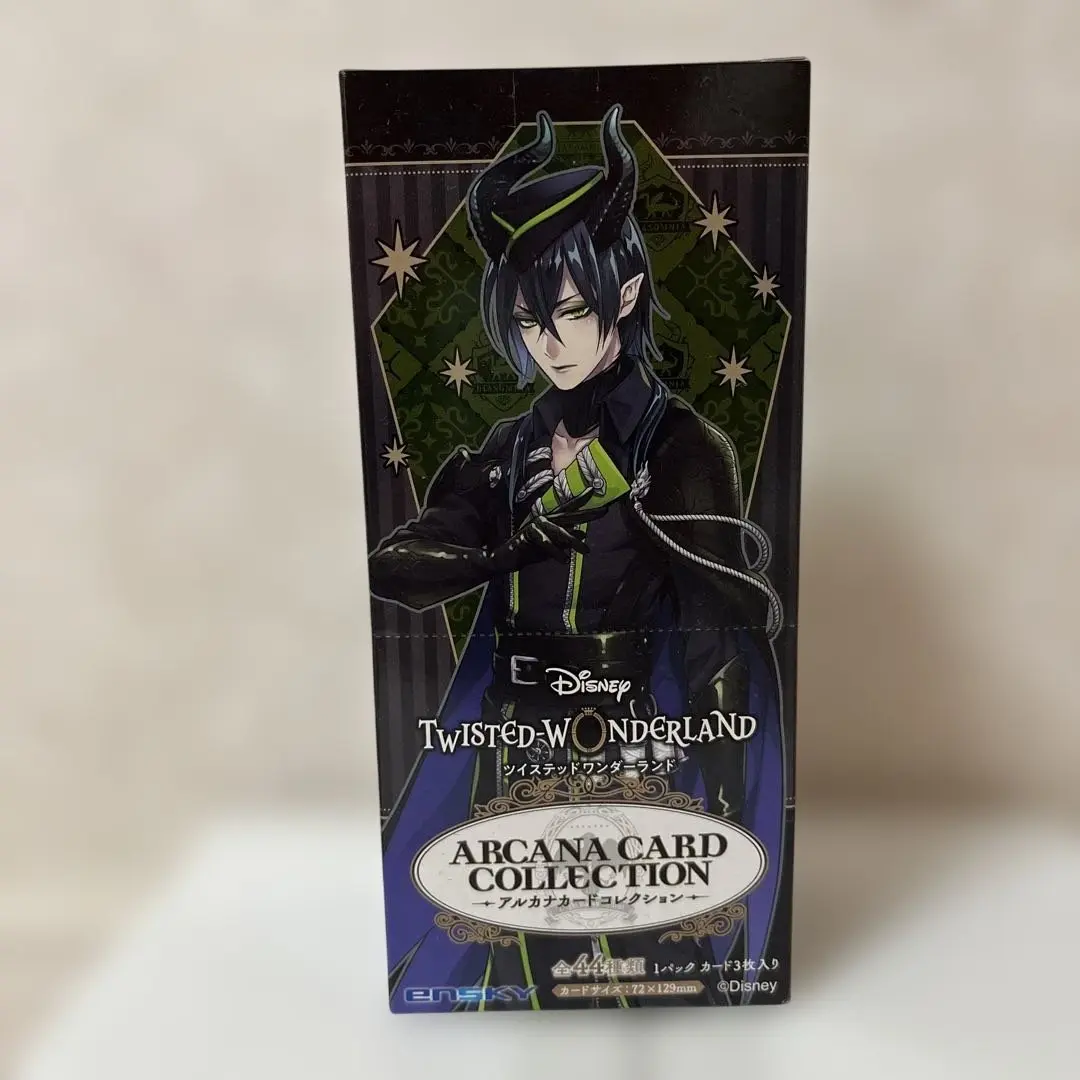 Disney
TWISTED-WONDERLAND
ツイステッドワンダーランド
ARCANA CARD
COLLECTION
アルカナカードコレクション
全44種類 1パック カード3枚入り
カードサイズ:72×129mm
ensky ©Disney